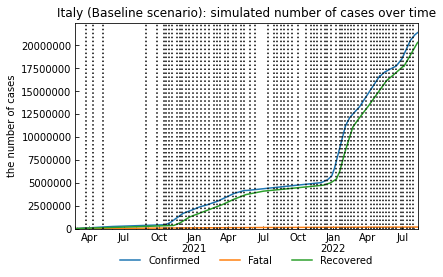 Italy (Baseline scenario): simulated number of cases over time
the number of cases
20000000
17500000
15000000
12500000
10000000
7500000
5000000
2500000
0
Apr Jul Oct Jan Apr Jul Oct Jan Apr Jul
2021 2022
Confirmed Fatal Recovered